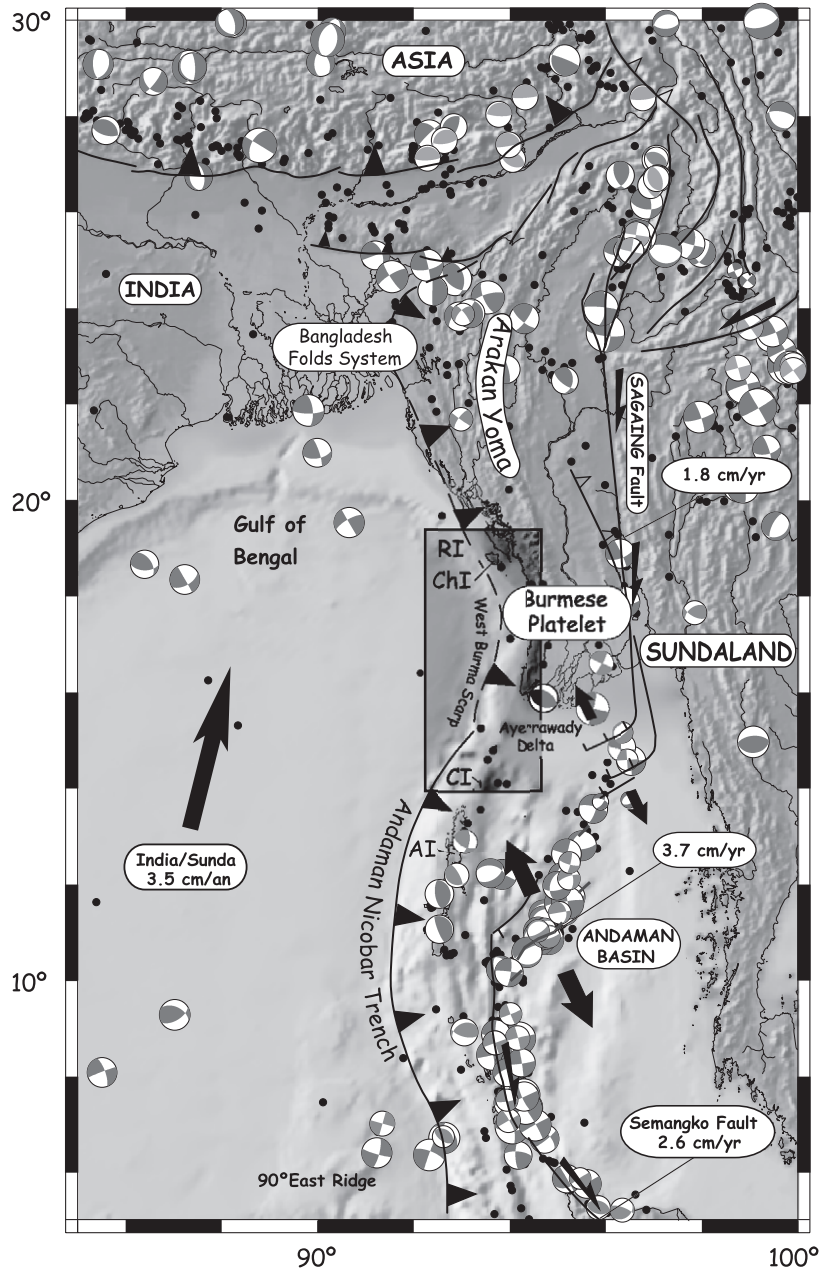 30°
ASIA
INDIA
Bangladesh
Folds System
Arakan Yoma
SAGAING Fault
1.8 cm/yr
20°
Gulf of
Bengal
RI
ChI
West Burma Scarp
Burmese
Platelet
SUNDALAND
Ayerrawady
Delta
CI
India/Sunda
3.5 cm/an
Andaman Nicobar Trench
AI
3.7 cm/yr
ANDAMAN
BASIN
10°
Semangko Fault
2.6 cm/yr
90°East Ridge
90°
100°